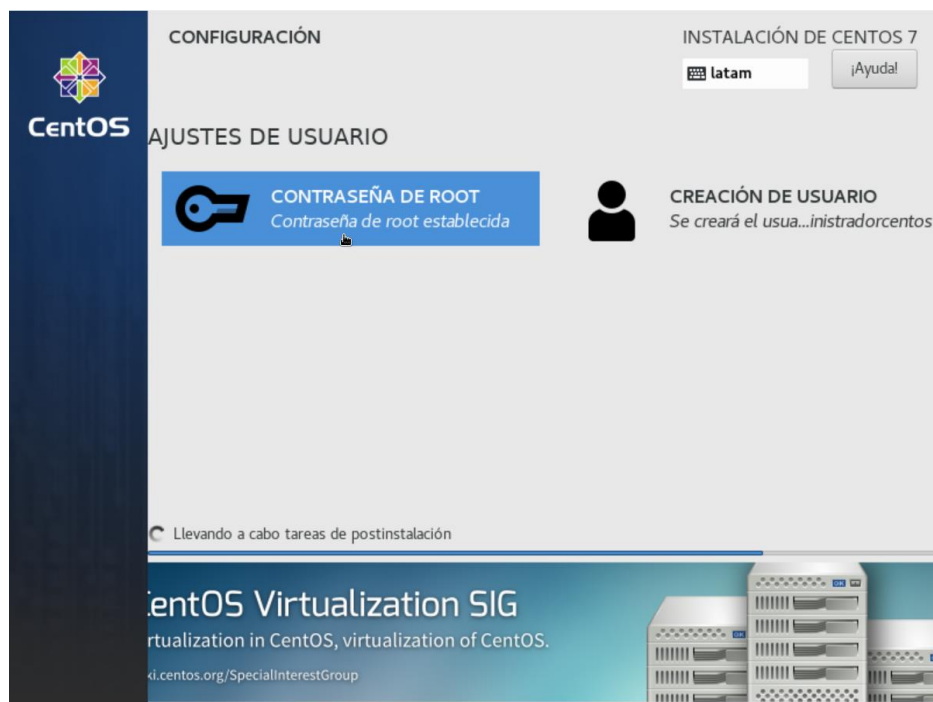 CONFIGURACIÓN
INSTALACIÓN DE CENTOS 7
latam
¡Ayuda!
CentOS
AJUSTES DE USUARIO
CONTRASEÑA DE ROOT
Contraseña de root establecida
CREACIÓN DE USUARIO
Se creará el usua...inistradorcentos
Llevando a cabo tareas de postinstalación
CentOS Virtualization SIG
rtualization in CentOS, virtualization of CentOS.
ki.centos.org/SpecialInterestGroup